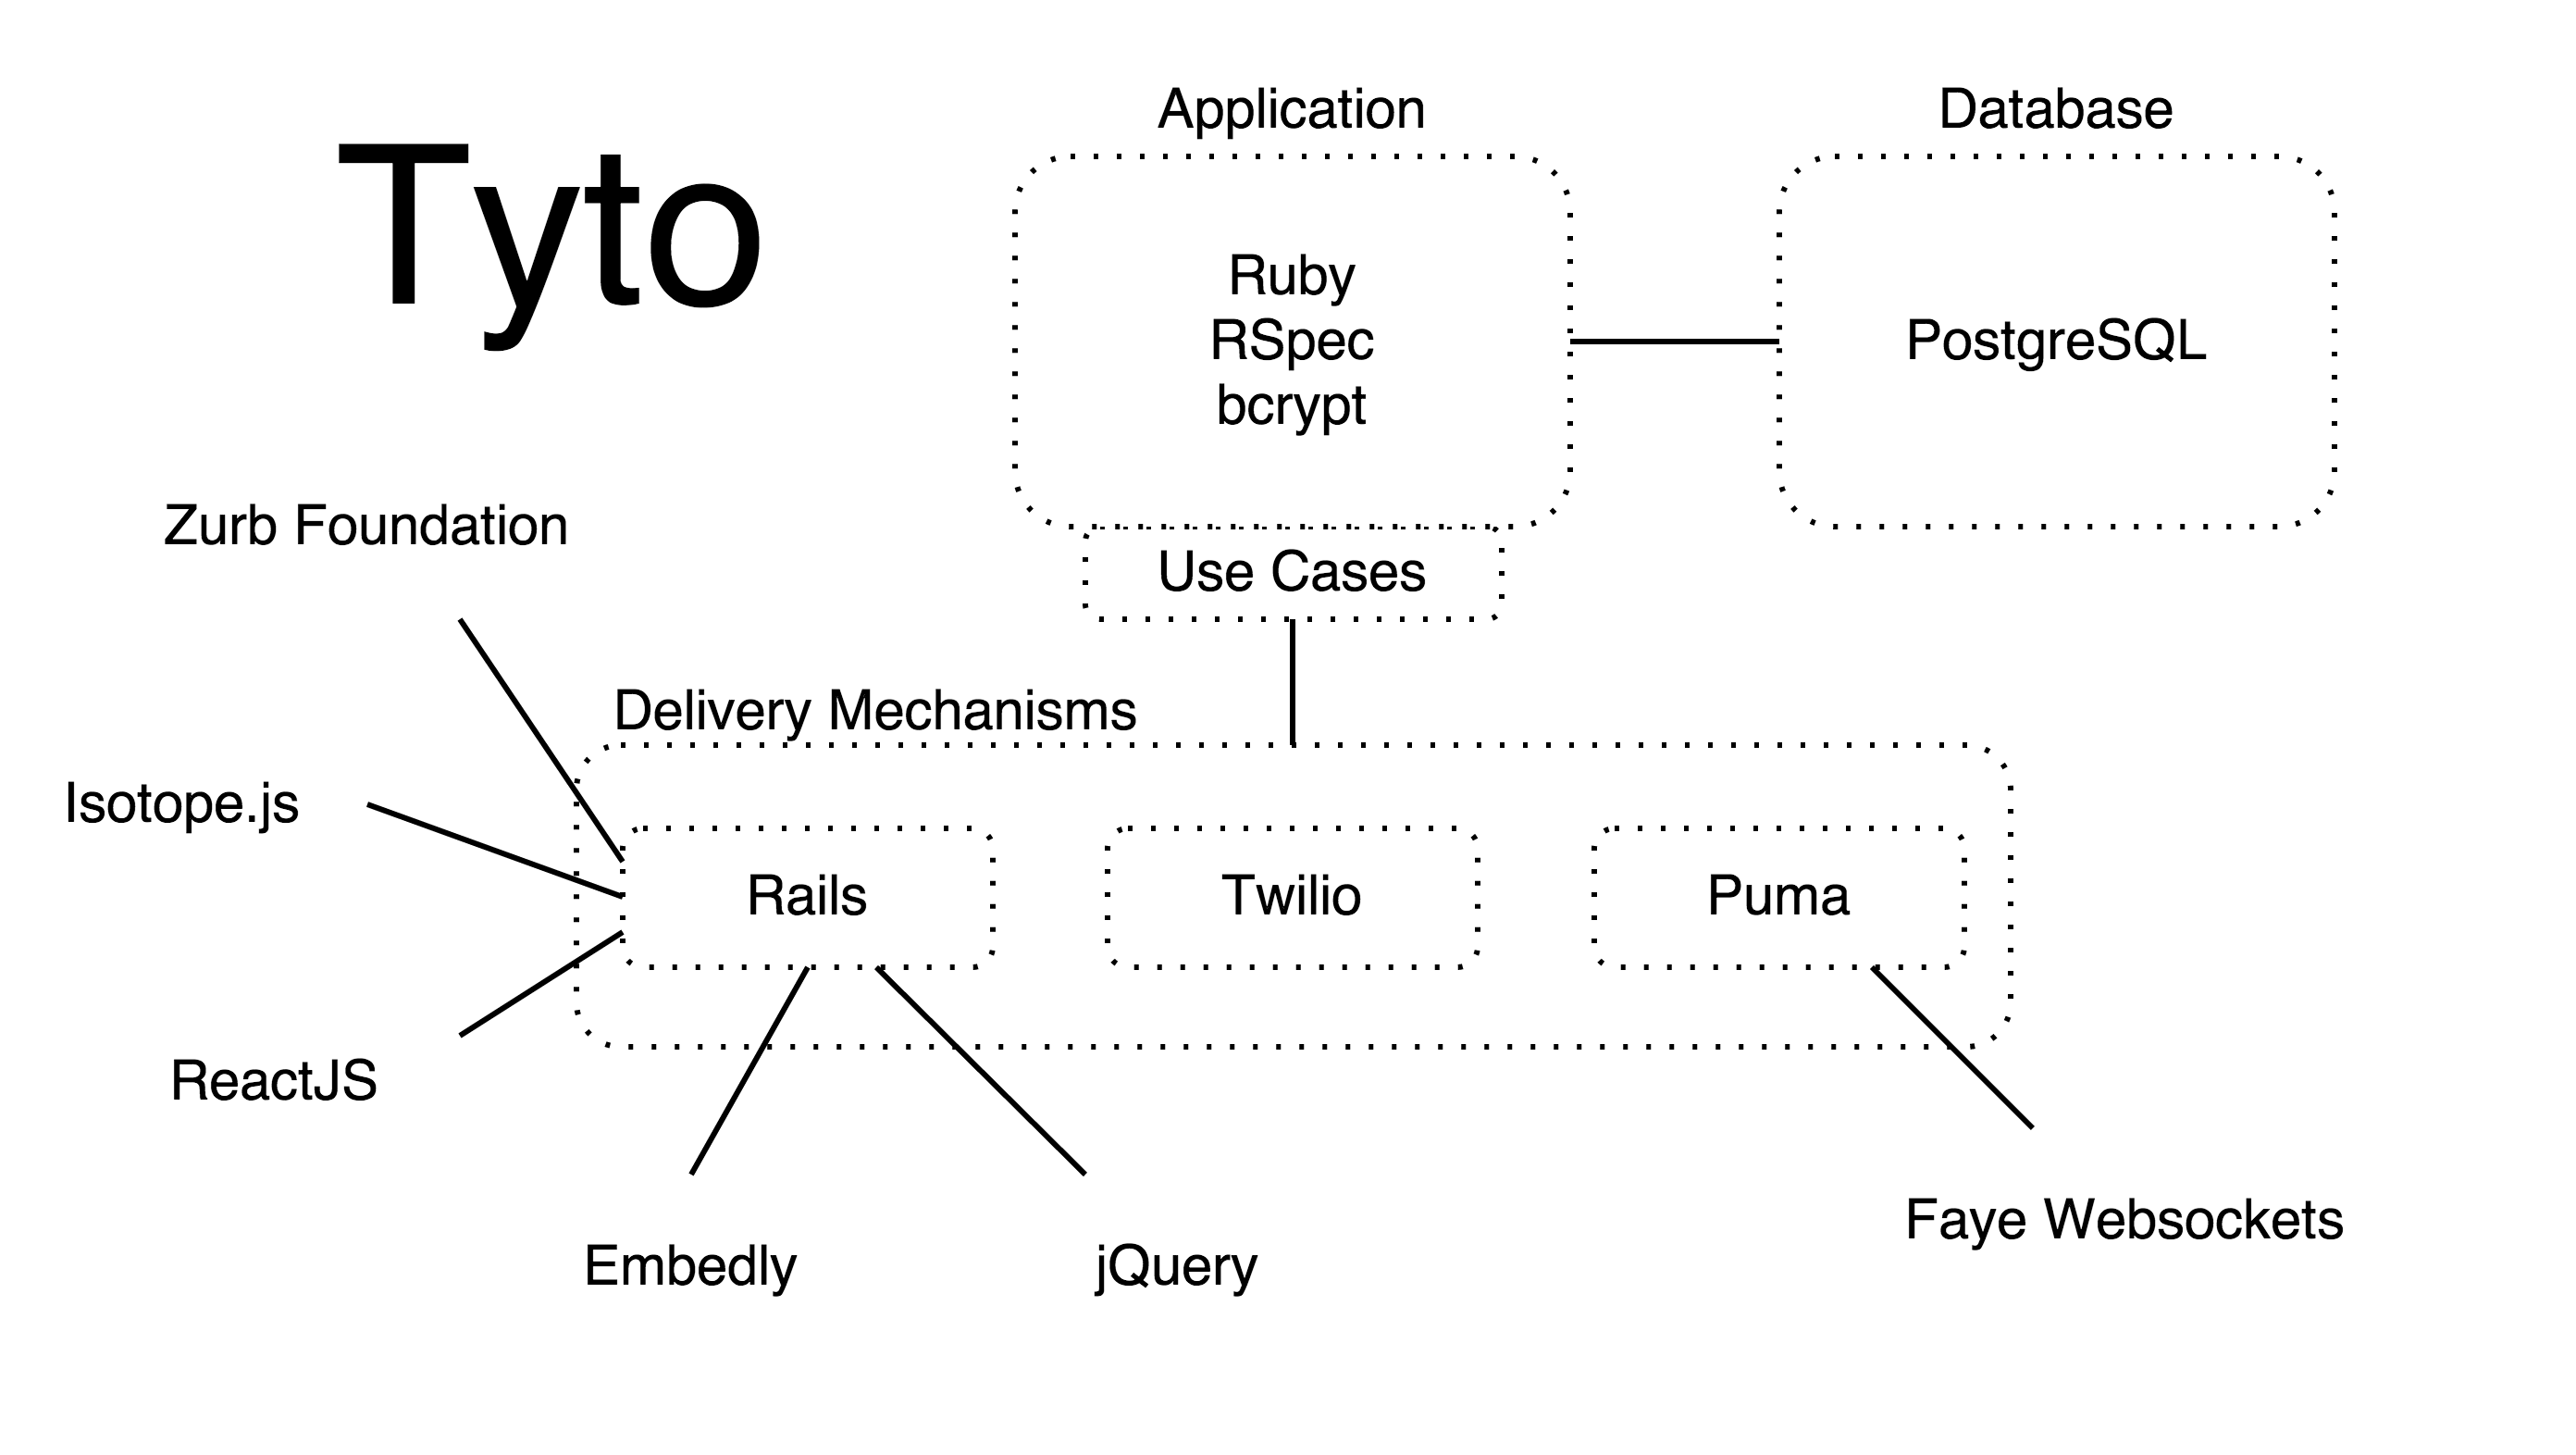 Tyto
Application
Database
Ruby
RSpec
bcrypt
PostgreSQL
Use Cases
Zurb Foundation
Delivery Mechanisms
Isotope.js
Rails
Twilio
Puma
ReactJS
Embedly
jQuery
Faye Websockets